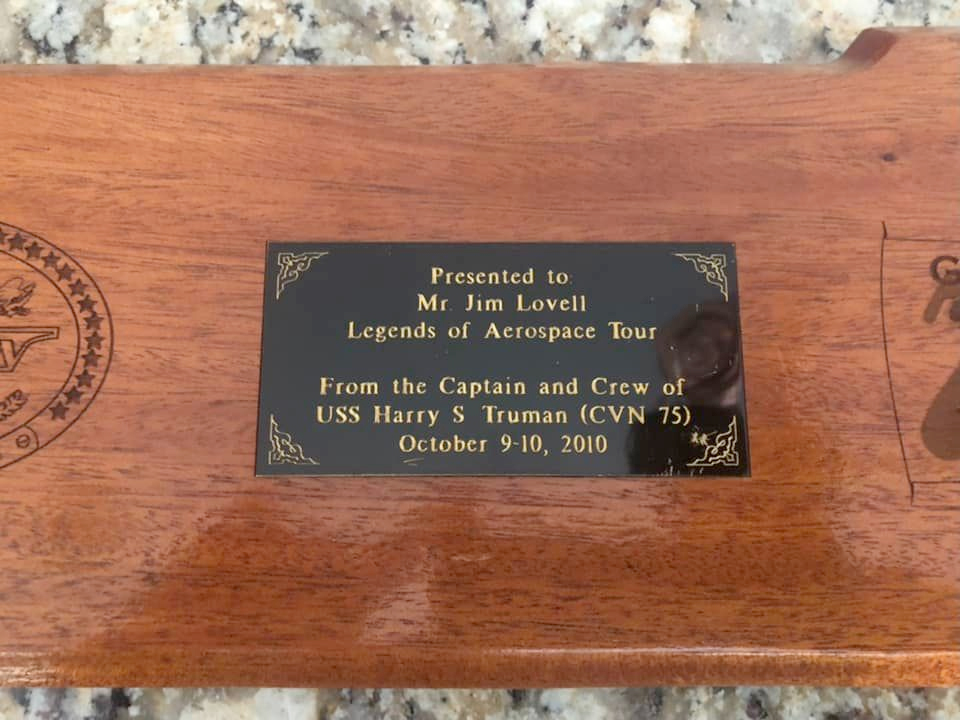 Presented to:
Mr. Jim Lovell
Legends of Aerospace Tour
From the Captain and Crew of
USS Harry S Truman (CVN 75)
October 9-10, 2010